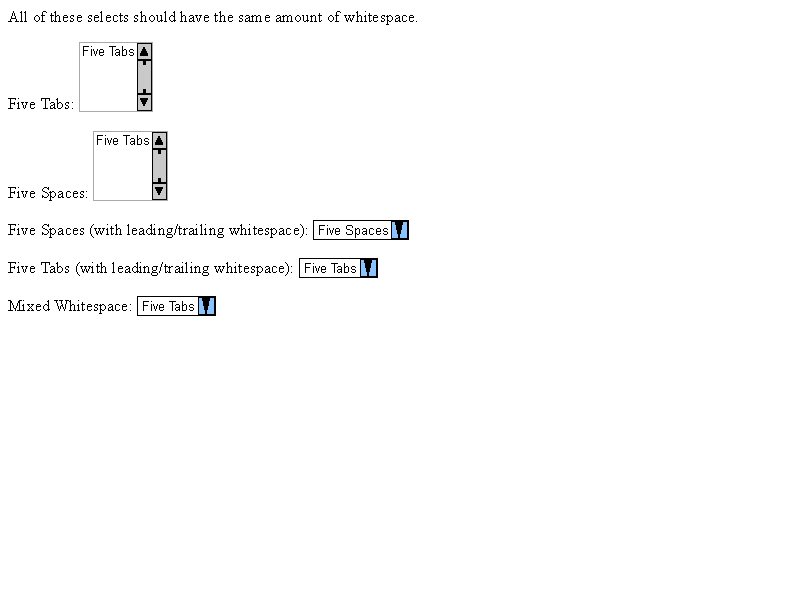 All of these selects should have the same amount of whitespace.
Five Tabs
Five Tabs:
Five Tabs
Five Spaces:
Five Spaces (with leading/trailing whitespace): Five Spaces
Five Tabs (with leading/trailing whitespace): Five Tabs
Mixed Whitespace: Five Tabs